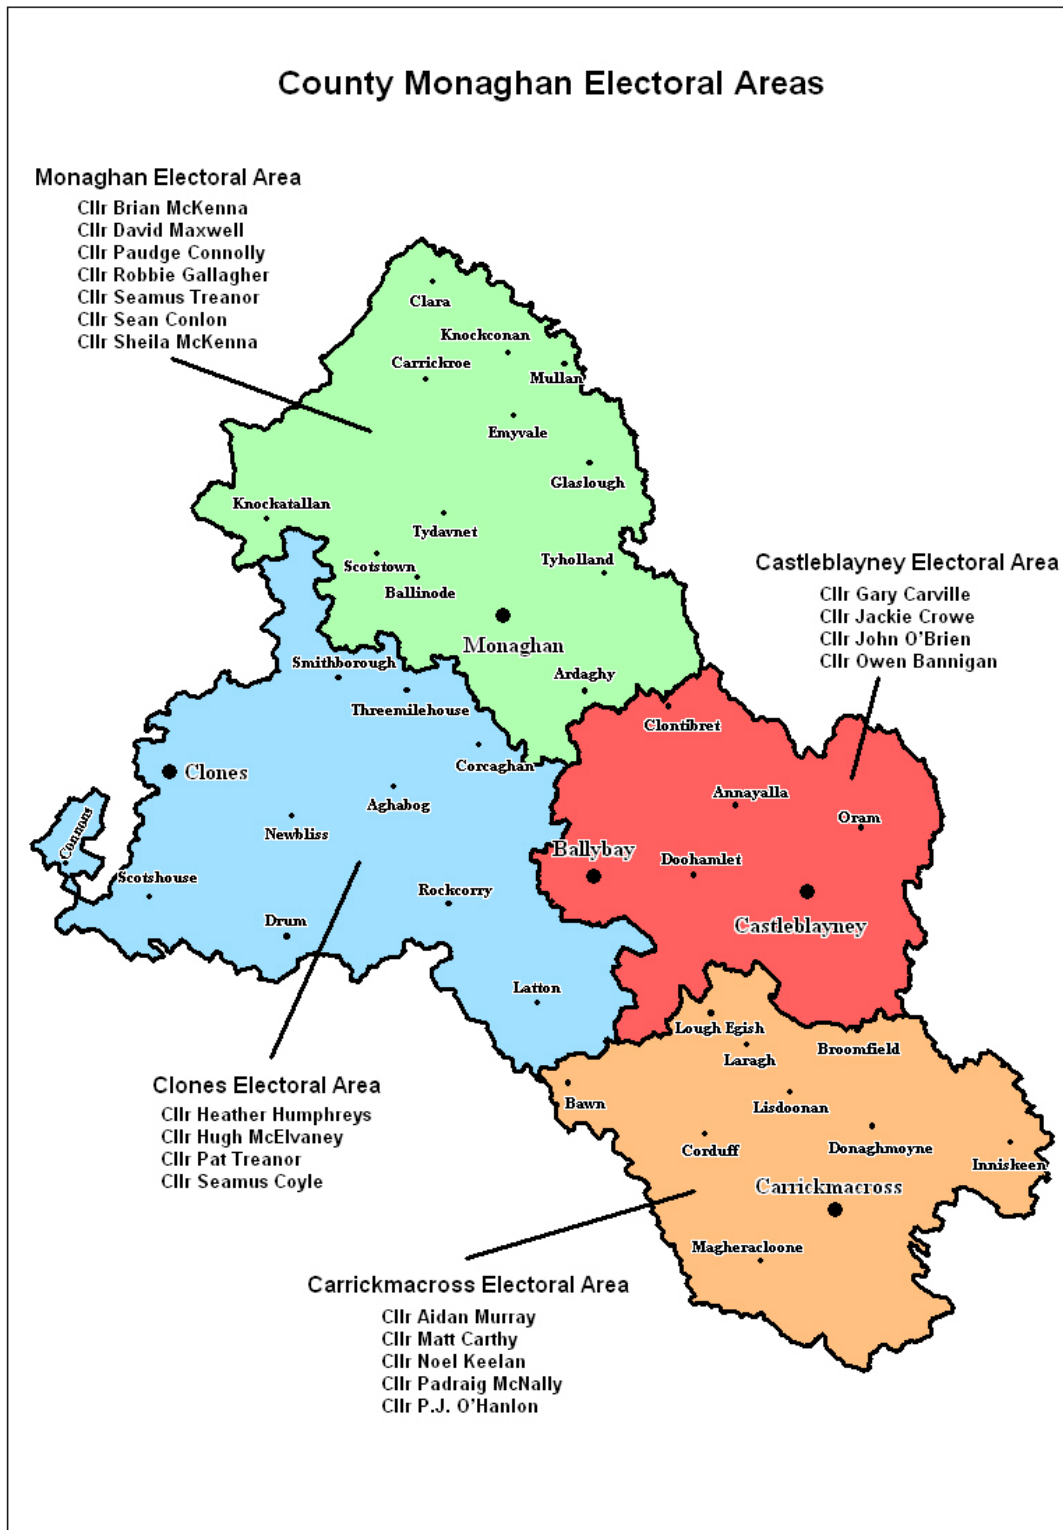 County Monaghan Electoral Areas
Monaghan Electoral Area
Cllr Brian McKenna
Cllr David Maxwell
Cllr Paudge Connolly
Cllr Robbie Gallagher
Cllr Seamus Treanor
Cllr Sean Conlon
Cllr Sheila McKenna
Clara
Knockconan
Carrickroe
Mullan
Emyvale
Glaslough
Knockatallan
Tydavnet
Scotstown
Tyholland
Ballinode
Monaghan
Ardaghy
Castleblayney Electoral Area
Cllr Gary Carville
Cllr Jackie Crowe
Cllr John O'Brien
Cllr Owen Bannigan
Smithborough
Threemilehouse
Corcaghan
Clones
Aghabog
Newbliss
Connons
Scotshouse
Rockcorry
Drum
Latton
Clontibret
Annayalla
Oram
Ballybay
Doohamlet
Castleblayney
Clones Electoral Area
Cllr Heather Humphreys
Cllr Hugh McElvaney
Cllr Pat Treanor
Cllr Seamus Coyle
Lough Egish
Broomfield
Laragh
Bawn
Lisdoonan
Corduff
Donaghmoyne
Inniskeen
Carrickmacross
Magheracloone
Carrickmacross Electoral Area
Cllr Aidan Murray
Cllr Matt Carthy
Cllr Noel Keelan
Cllr Padraig McNally
Cllr P.J. O'Hanlon